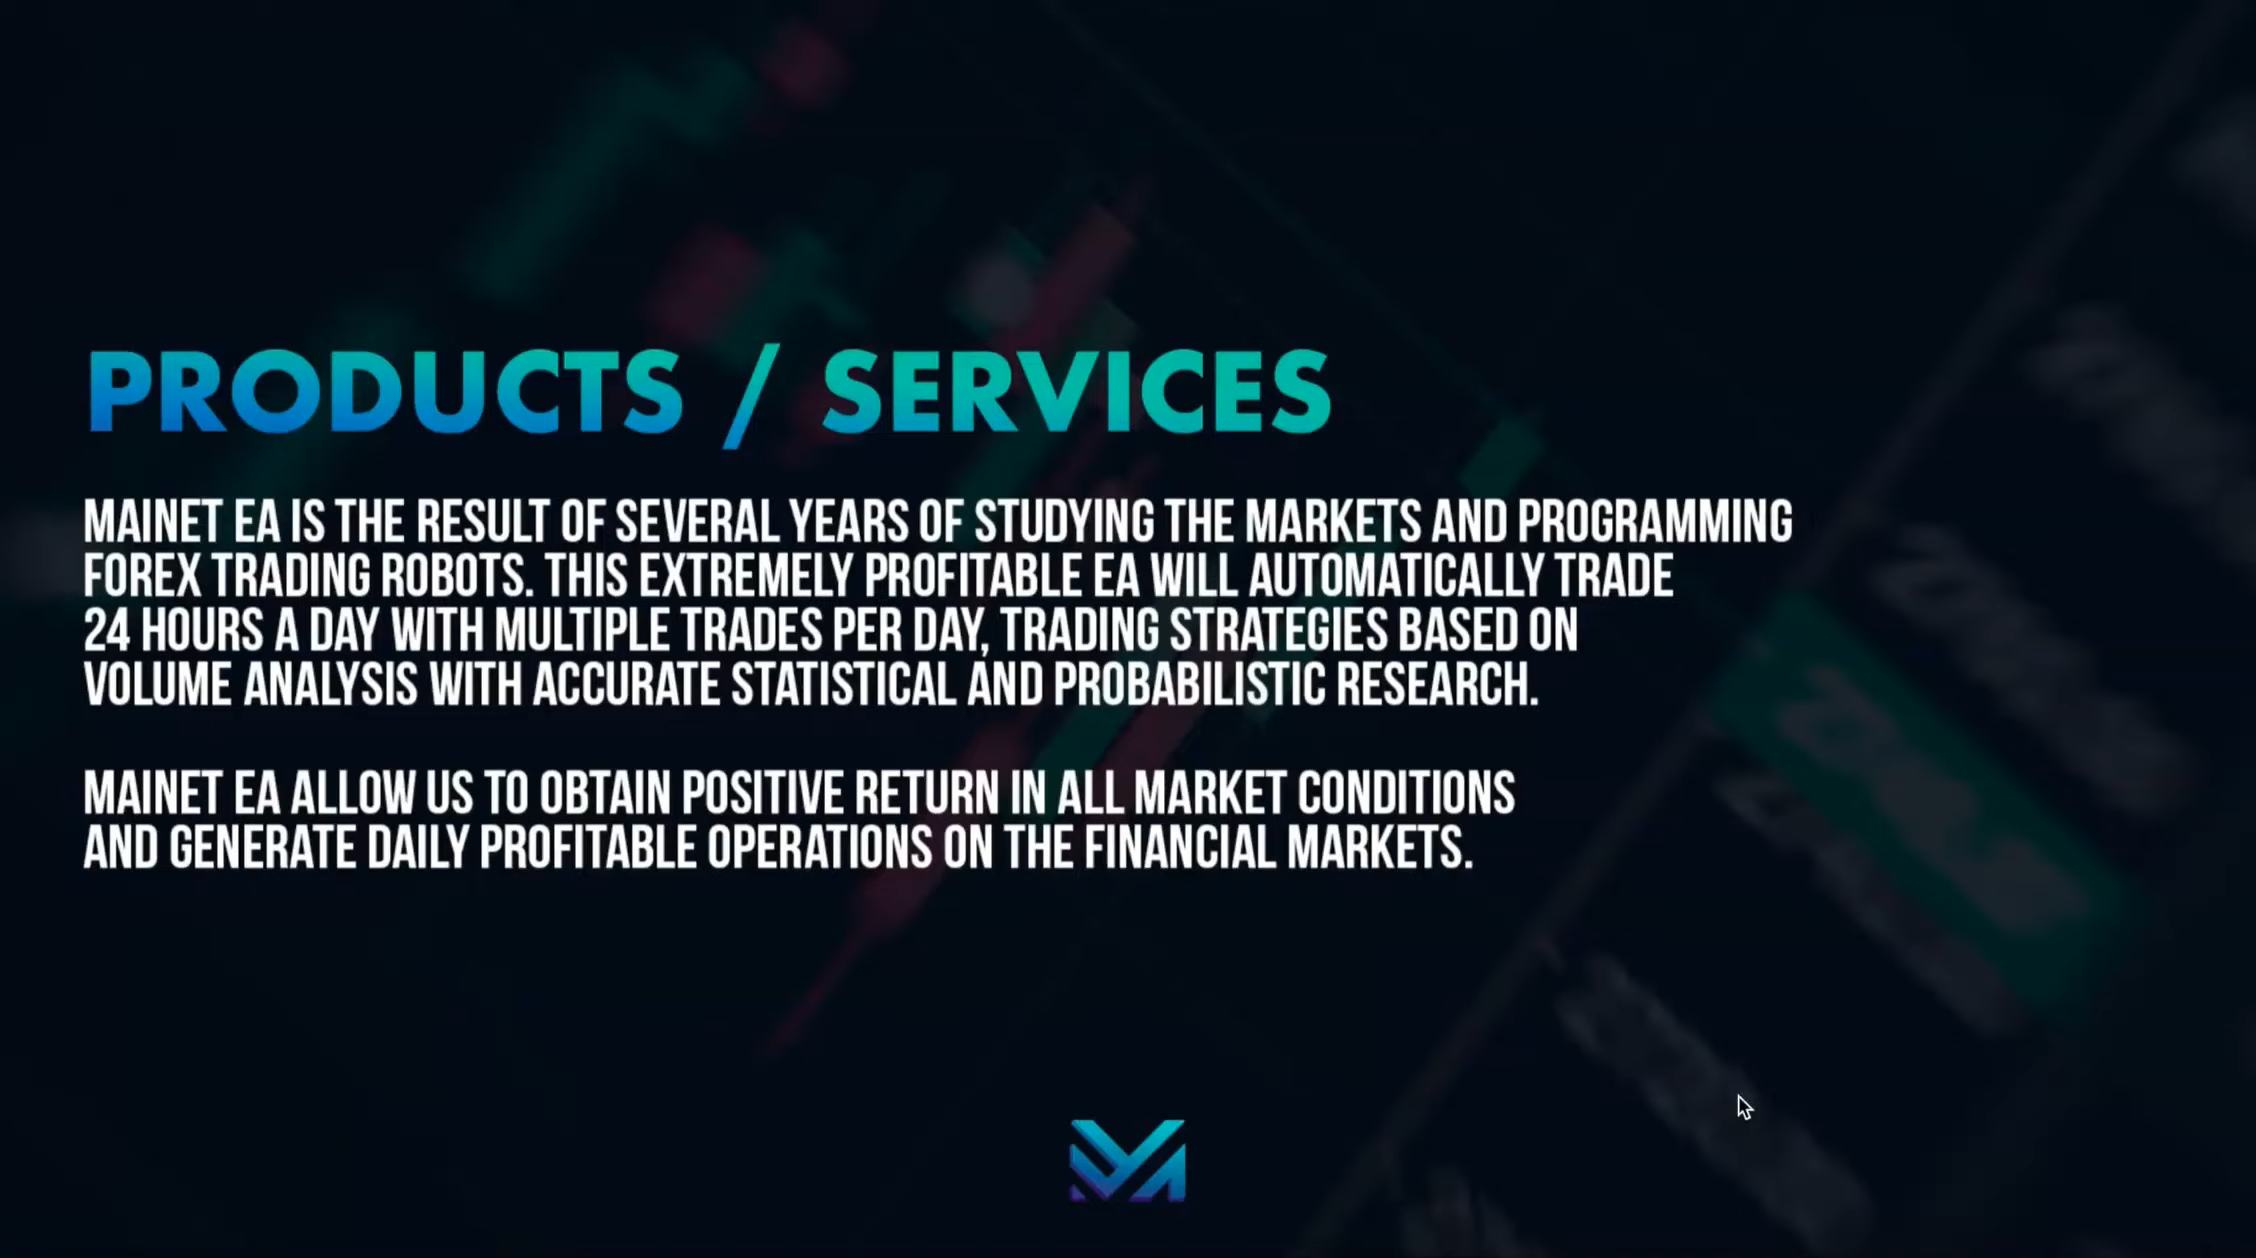 PRODUCTS / SERVICES
MAINET EA IS THE RESULT OF SEVERAL YEARS OF STUDYING THE MARKETS AND PROGRAMMING
FOREX TRADING ROBOTS. THIS EXTREMELY PROFITABLE EA WILL AUTOMATICALLY TRADE
24 HOURS A DAY WITH MULTIPLE TRADES PER DAY, TRADING STRATEGIES BASED ON
VOLUME ANALYSIS WITH ACCURATE STATISTICAL AND PROBABILISTIC RESEARCH.
MAINET EA ALLOW US TO OBTAIN POSITIVE RETURN IN ALL MARKET CONDITIONS
AND GENERATE DAILY PROFITABLE OPERATIONS ON THE FINANCIAL MARKETS.